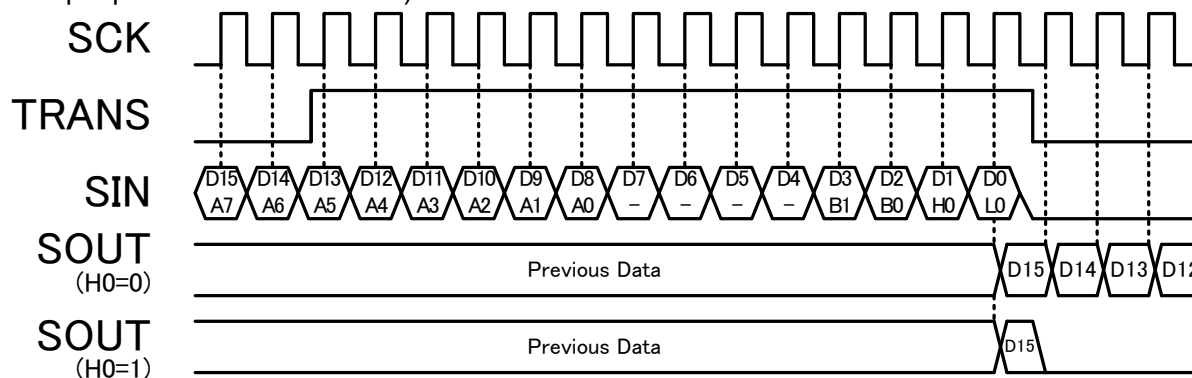 SCK
TRANS
SIN
D15 D14 D13 D12 D11 D10 D9 D8 D7 D6 D5 D4 D3 D2 D1 D0
A7 A6 A5 A4 A3 A2 A1 A0 - - - - B1 B0 H0 L0
SOUT
(H0=0)
Previous Data
D15 D14 D13 D12
SOUT
(H0=1)
Previous Data
D15